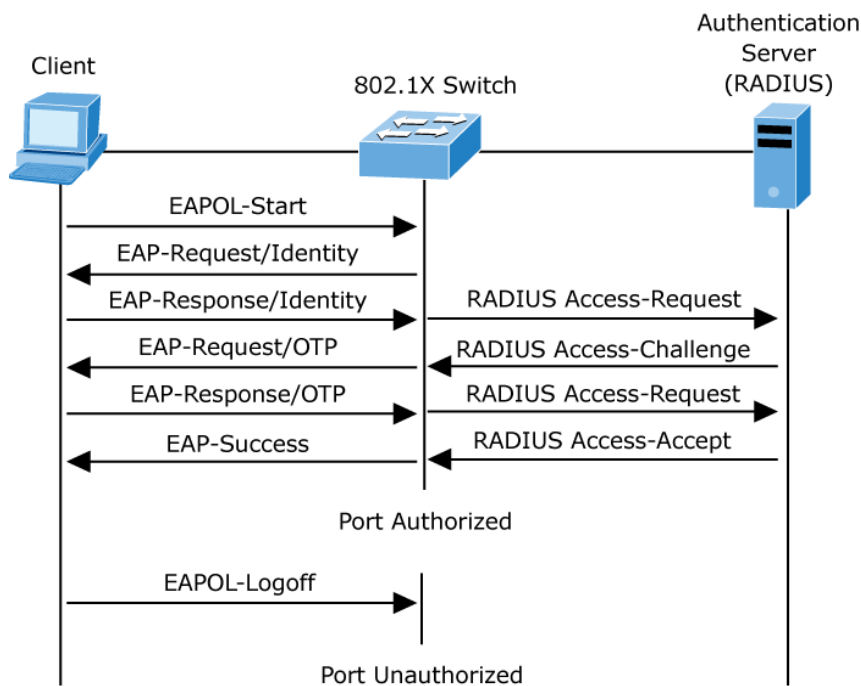 Authentication
Server
(RADIUS)
Client
802.1X Switch
EAPOL-Start
EAP-Request/Identity
EAP-Response/Identity
RADIUS Access-Request
EAP-Request/OTP
RADIUS Access-Challenge
EAP-Response/OTP
RADIUS Access-Request
EAP-Success
RADIUS Access-Accept
Port Authorized
EAPOL-Logoff
Port Unauthorized